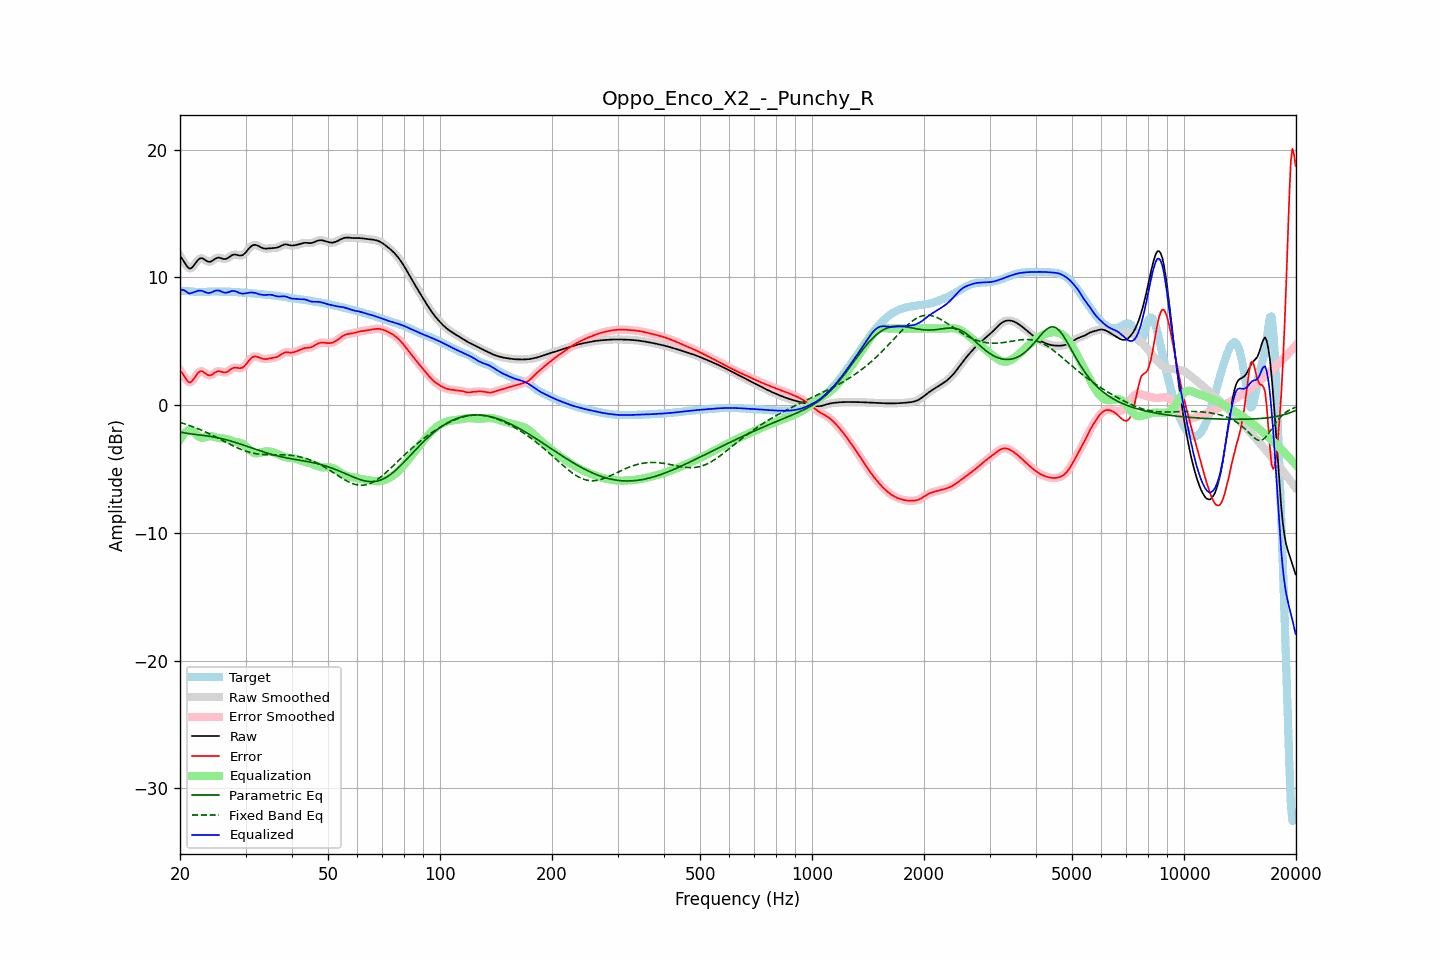 Oppo_Enco_X2_-_Punchy_R
20
10
0
−10
−20
−30
Amplitude (dBr)
Target
Raw Smoothed
Error Smoothed
Raw
Error
Equalization
Parametric Eq
Fixed Band Eq
Equalized
20 50 100 200 500 1000 2000 5000 10000 20000
Frequency (Hz)